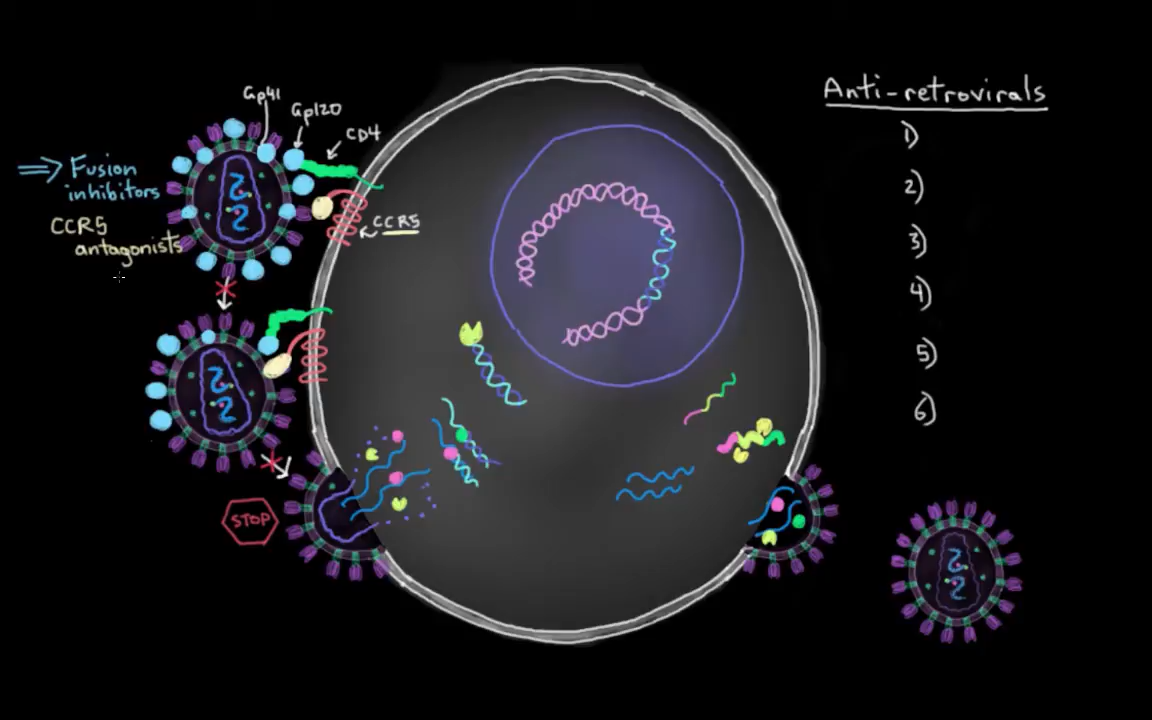 Gp41
Gp120
CD4
⇒ Fusion
inhibitors
CCR5
antagonists
CCR5
STOP
Anti-retrovirals
1)
2)
3)
4)
5)
6)